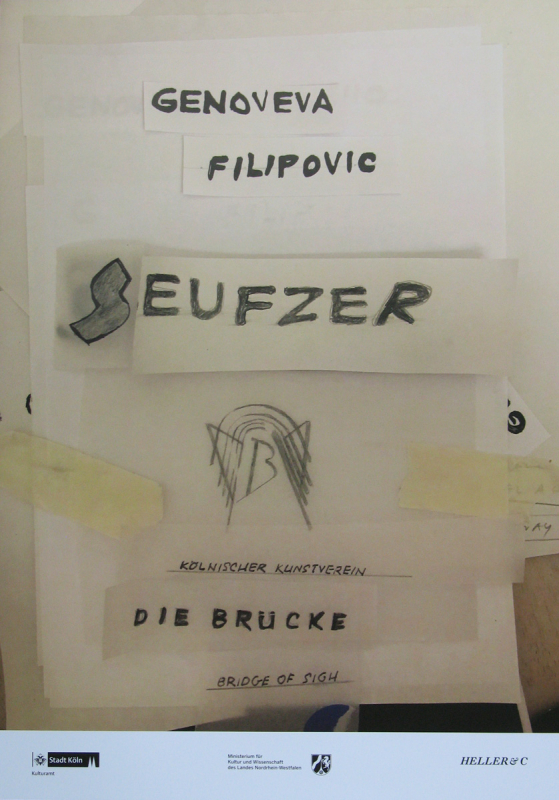 GENOVEVA
FILIPOVIC
SEUFZER
B
KÖLNISCHER KUNSTVEREIN
DIE BRÜCKE
BRIDGE OF SIGH
Stadt Köln
Kulturamt
Ministerium für
Kultur und Wissenschaft
des Landes Nordrhein-Westfalen
HELLER & C